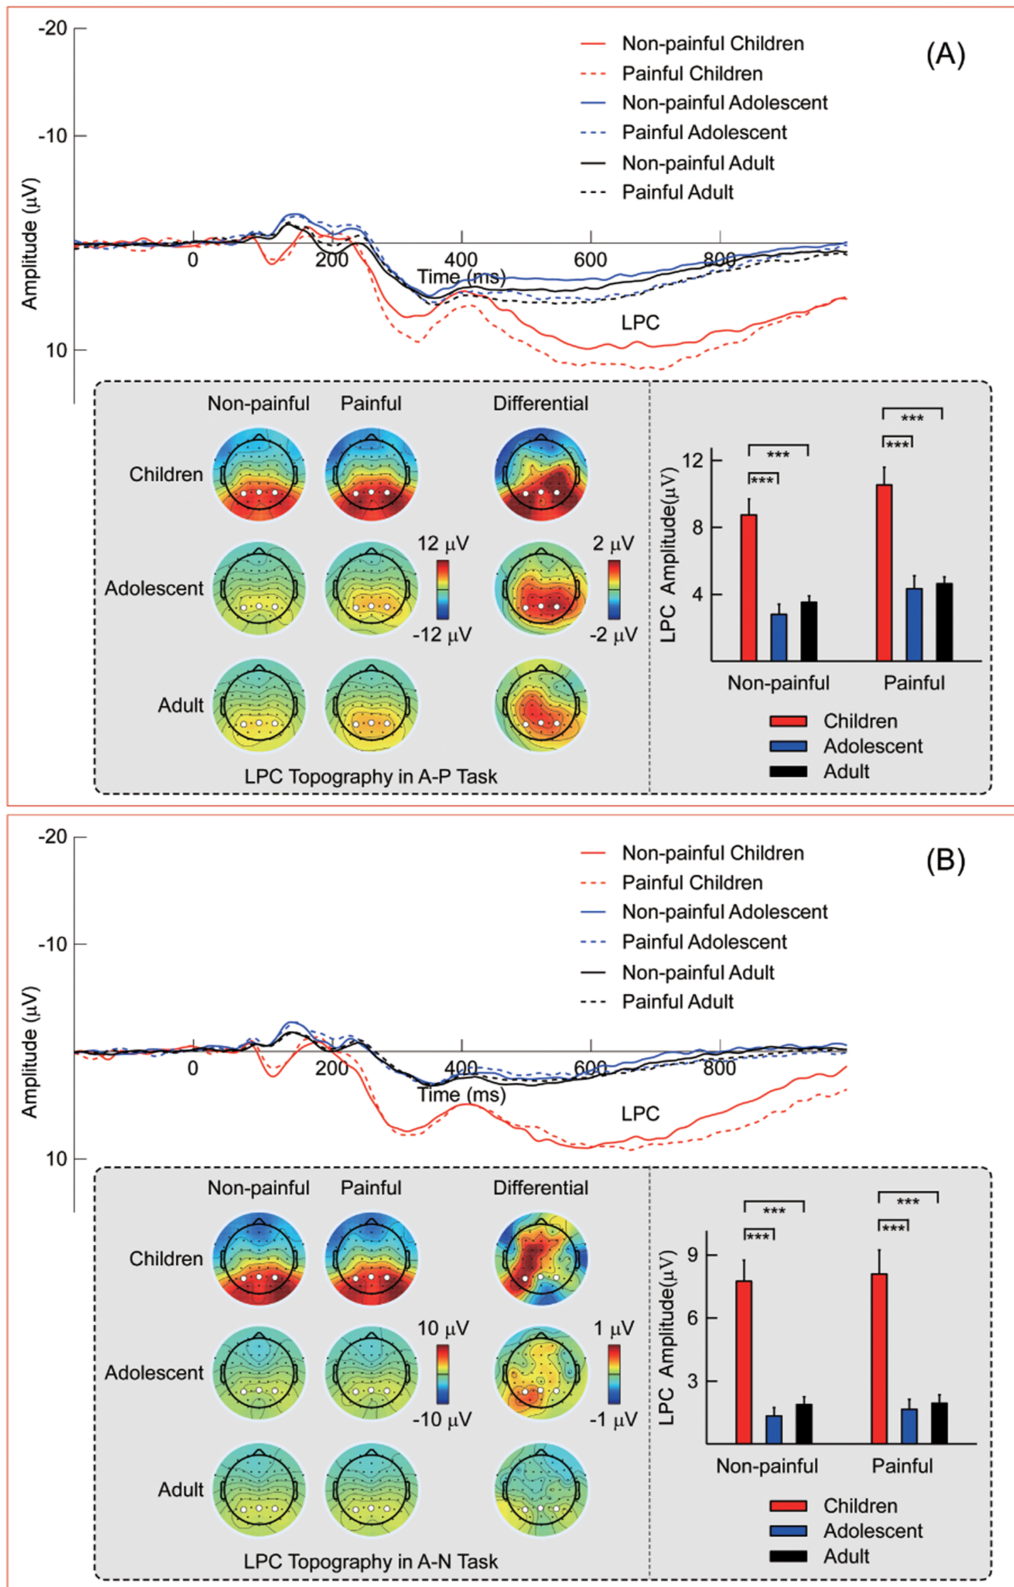 (A)
-20
-10
10
Amplitude (μV)
Non-painful Children
Painful Children
Non-painful Adolescent
Painful Adolescent
Non-painful Adult
Painful Adult
0
200
400
600
800
Time (ms)
LPC
Non-painful
Painful
Differential
Children
Adolescent
Adult
12 μV
-12 μV
2 μV
-2 μV
LPC Topography in A-P Task
LPC Amplitude(μV)
12
8
4
***
***
***
***
Non-painful
Painful
Children
Adolescent
Adult
(B)
-20
-10
10
Amplitude (μV)
Non-painful Children
Painful Children
Non-painful Adolescent
Painful Adolescent
Non-painful Adult
Painful Adult
0
200
400
600
800
Time (ms)
LPC
Non-painful
Painful
Differential
Children
Adolescent
Adult
10 μV
-10 μV
1 μV
-1 μV
LPC Topography in A-N Task
LPC Amplitude(μV)
9
6
3
***
***
***
***
Non-painful
Painful
Children
Adolescent
Adult